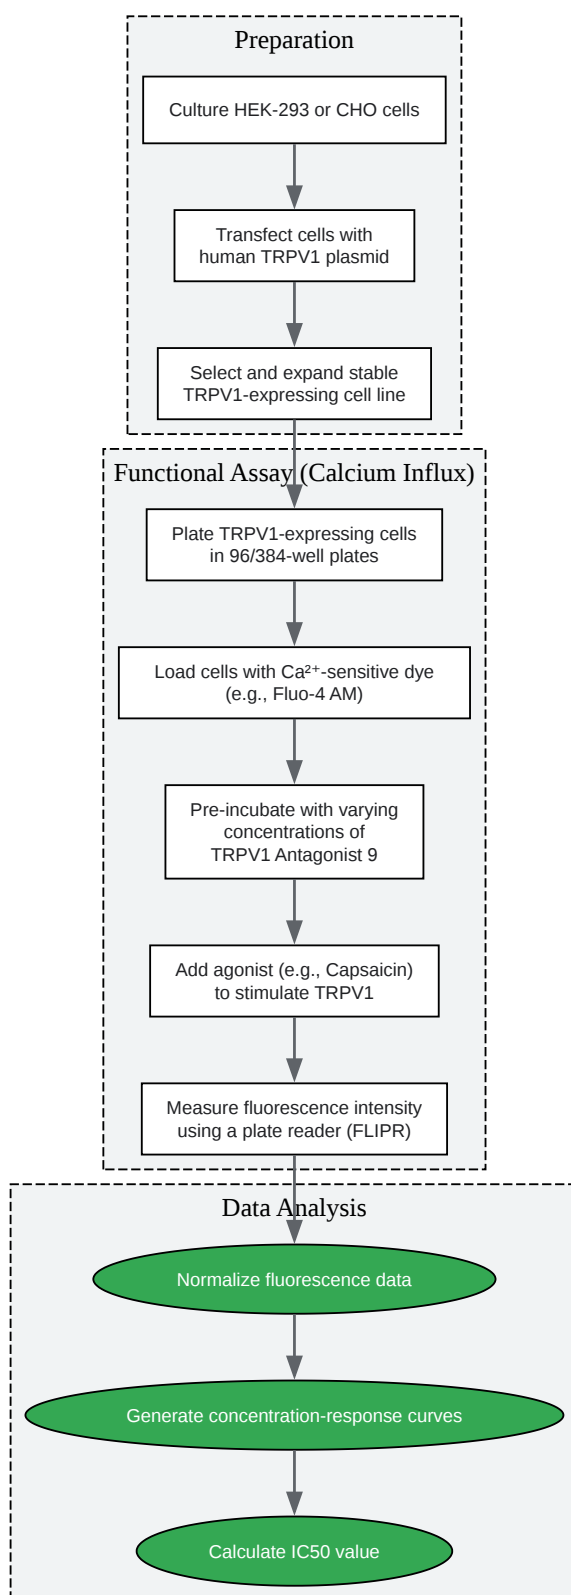 Preparation
Culture HEK-293 or CHO cells
Transfect cells with
human TRPV1 plasmid
Select and expand stable
TRPV1-expressing cell line
Functional Assay (Calcium Influx)
Plate TRPV1-expressing cells
in 96/384-well plates
Load cells with Ca²⁺-sensitive dye
(e.g., Fluo-4 AM)
Pre-incubate with varying
concentrations of
TRPV1 Antagonist 9
Add agonist (e.g., Capsaicin)
to stimulate TRPV1
Measure fluorescence intensity
using a plate reader (FLIPR)
Data Analysis
Normalize fluorescence data
Generate concentration-response curves
Calculate IC50 value